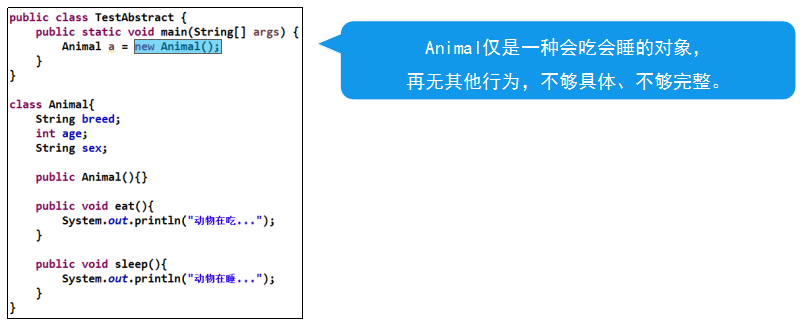 public class TestAbstract {
    public static void main(String[] args) {
        Animal a = new Animal();
    }
}
class Animal{
    String breed;
    int age;
    String sex;
    public Animal(){}
    public void eat(){
        System.out.println("动物在吃...");
    }
    public void sleep(){
        System.out.println("动物在睡...");
    }
}
Animal仅是一种会吃会睡的对象，
再无其他行为，不够具体、不够完整。